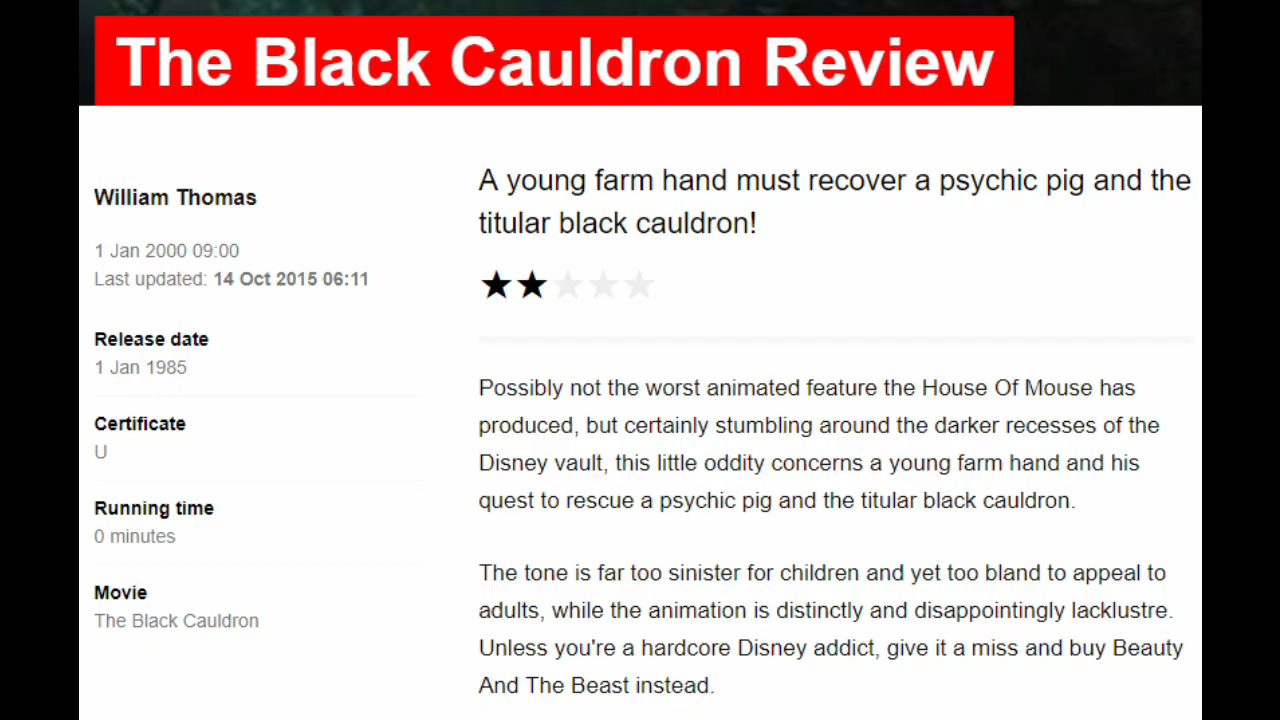 The Black Cauldron Review
William Thomas
1 Jan 2000 09:00
Last updated: 14 Oct 2015 06:11
Release date
1 Jan 1985
Certificate
U
Running time
0 minutes
Movie
The Black Cauldron
A young farm hand must recover a psychic pig and the
titular black cauldron!
Possibly not the worst animated feature the House Of Mouse has
produced, but certainly stumbling around the darker recesses of the
Disney vault, this little oddity concerns a young farm hand and his
quest to rescue a psychic pig and the titular black cauldron.
The tone is far too sinister for children and yet too bland to appeal to
adults, while the animation is distinctly and disappointingly lacklustre.
Unless you're a hardcore Disney addict, give it a miss and buy Beauty
And The Beast instead.